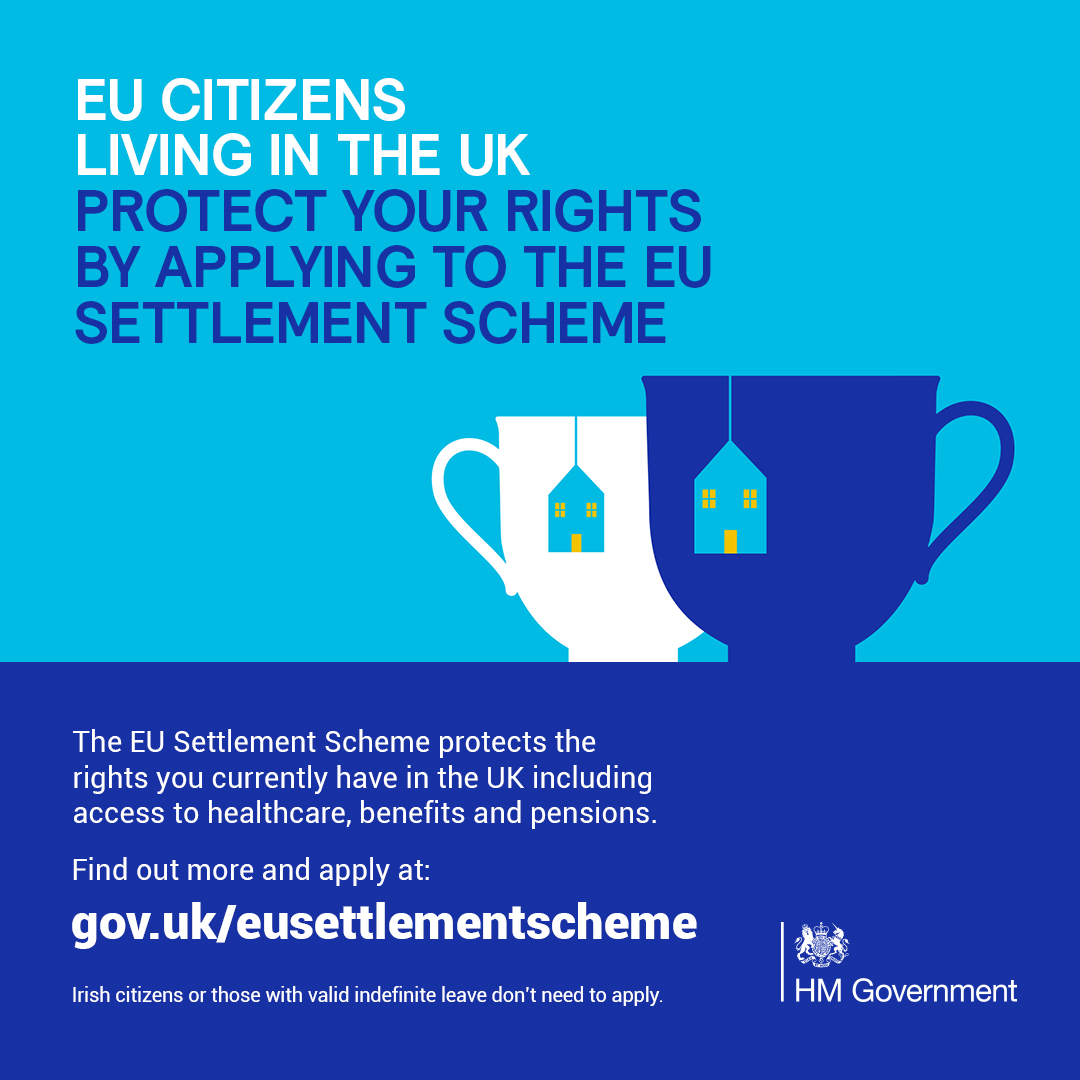 EU CITIZENS
LIVING IN THE UK
PROTECT YOUR RIGHTS
BY APPLYING TO THE EU
SETTLEMENT SCHEME
The EU Settlement Scheme protects the
rights you currently have in the UK including
access to healthcare, benefits and pensions.
Find out more and apply at:
gov.uk/eusettlementscheme
Irish citizens or those with valid indefinite leave don't need to apply.
HM Government